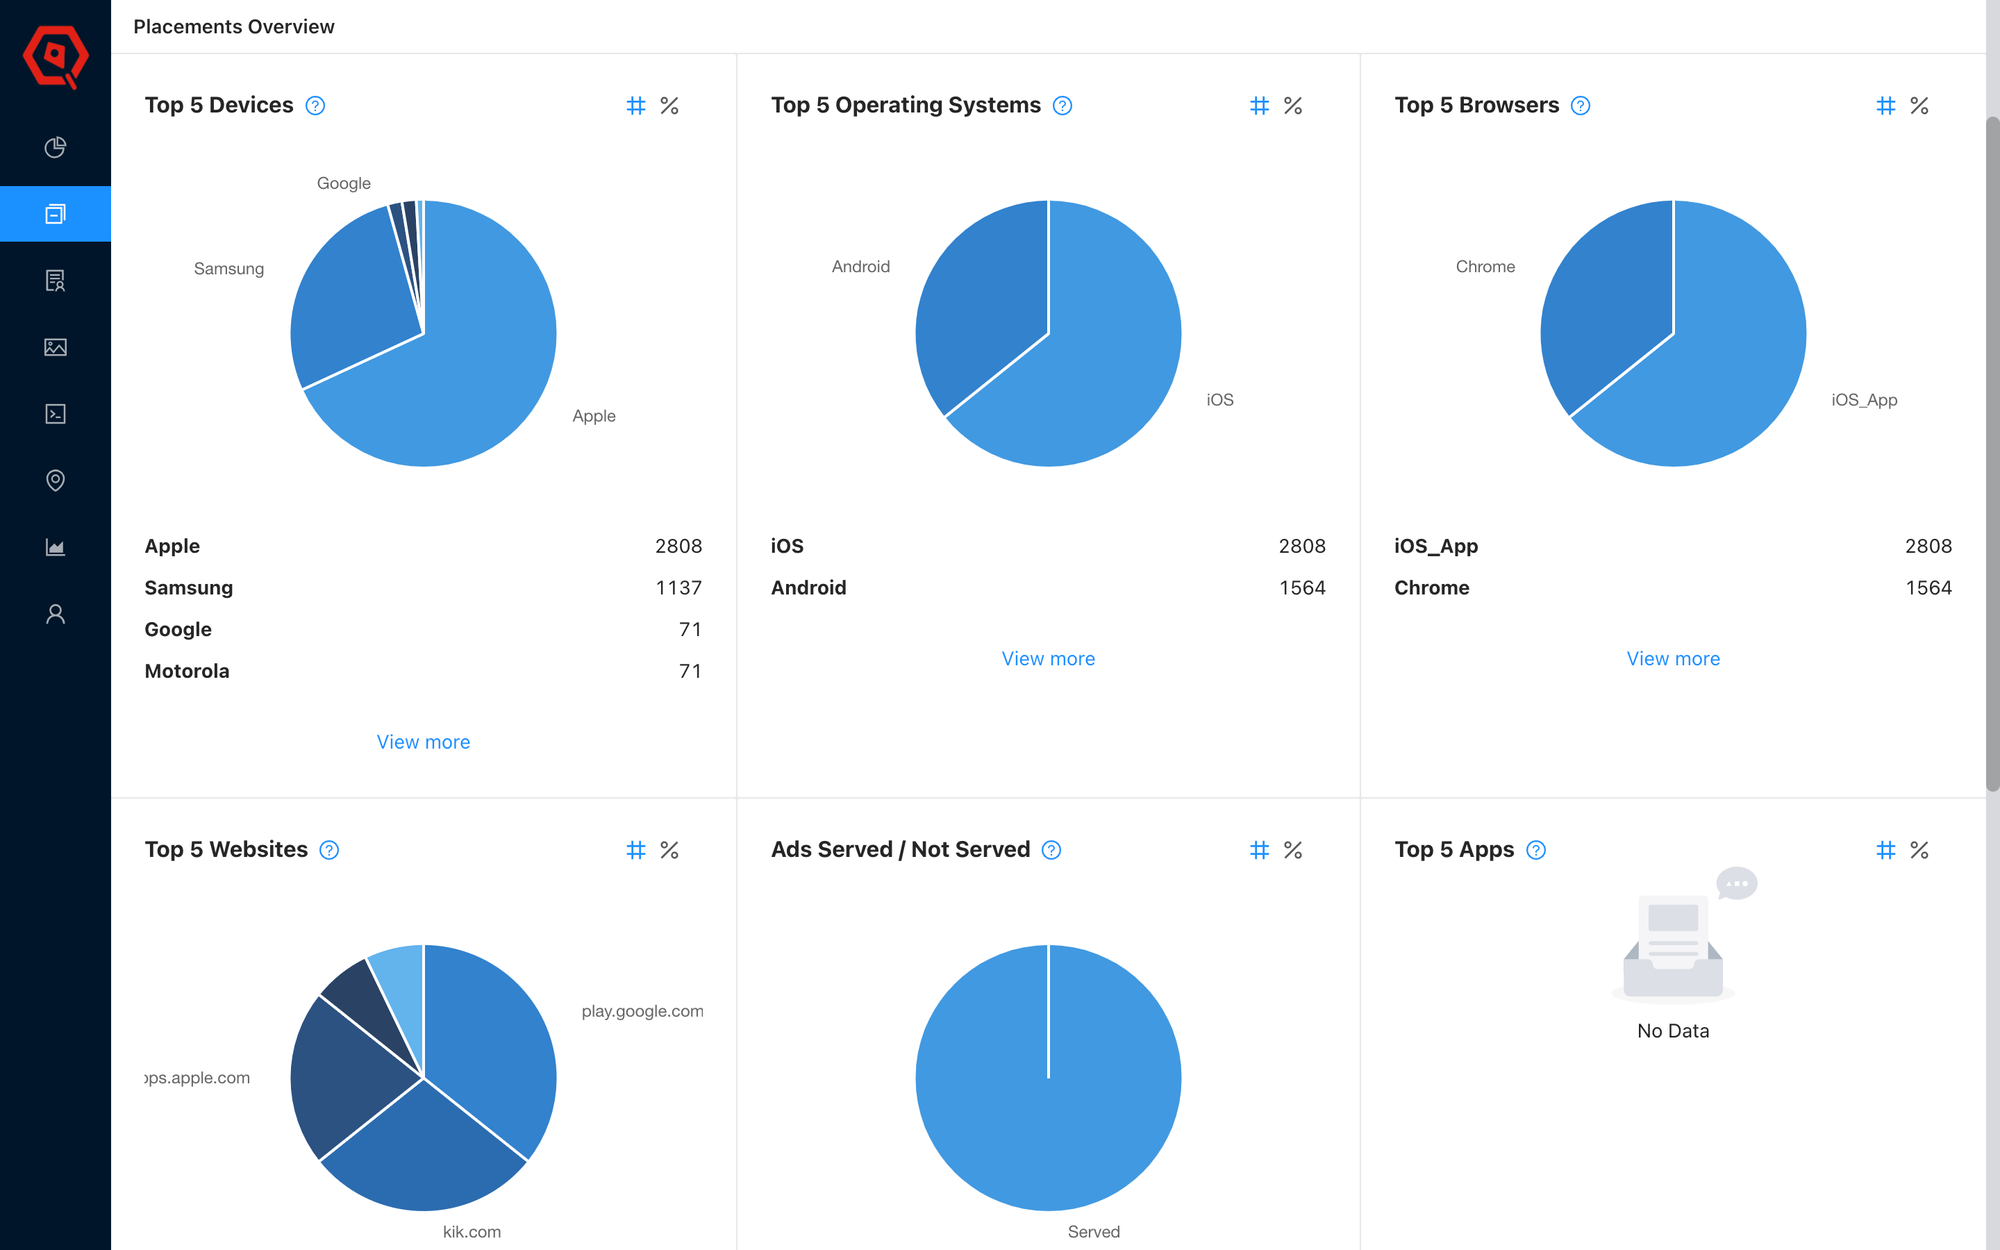 Placements Overview
Top 5 Devices
Google
Samsung
Apple
Apple 2808
Samsung 1137
Google 71
Motorola 71
View more
Top 5 Operating Systems
Android
iOS
iOS 2808
Android 1564
View more
Top 5 Browsers
Chrome
iOS_App
iOS_App 2808
Chrome 1564
View more
Top 5 Websites
play.google.com
ops.apple.com
kik.com
Ads Served / Not Served
Served
Top 5 Apps
No Data